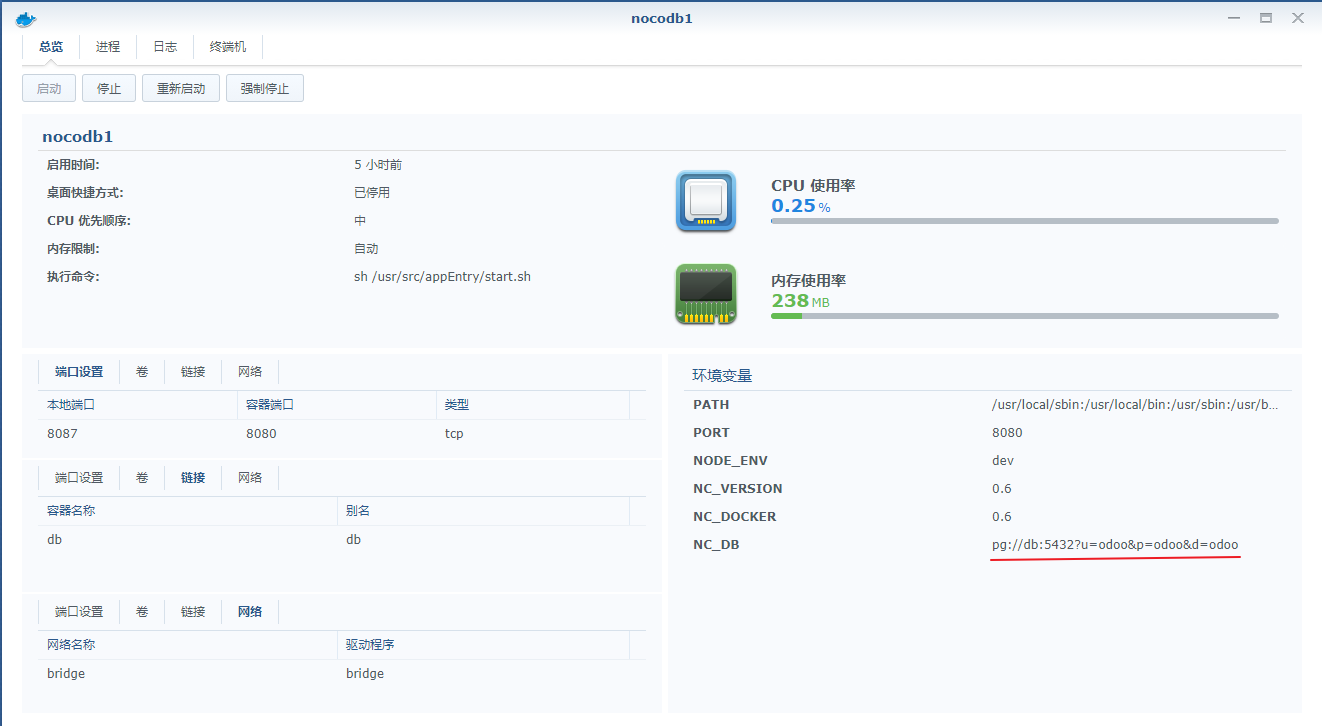 nocodb1
总览 进程 日志 终端机
启动 停止 重新启动 强制停止
nocodb1
启用时间: 5 小时前
桌面快捷方式: 已停用
CPU 优先顺序: 中
内存限制: 自动
执行命令: sh /usr/src/appEntry/start.sh
CPU 使用率
0.25 %
内存使用率
238 MB
端口设置 卷 链接 网络
本地端口 容器端口 类型
8087 8080 tcp
端口设置 卷 链接 网络
容器名称 别名
db db
端口设置 卷 链接 网络
网络名称 驱动程序
bridge bridge
环境变量
PATH /usr/local/sbin:/usr/local/bin:/usr/sbin:/usr/b...
PORT 8080
NODE_ENV dev
NC_VERSION 0.6
NC_DOCKER 0.6
NC_DB pg://db:5432?u=odoo&p=odoo&d=odoo